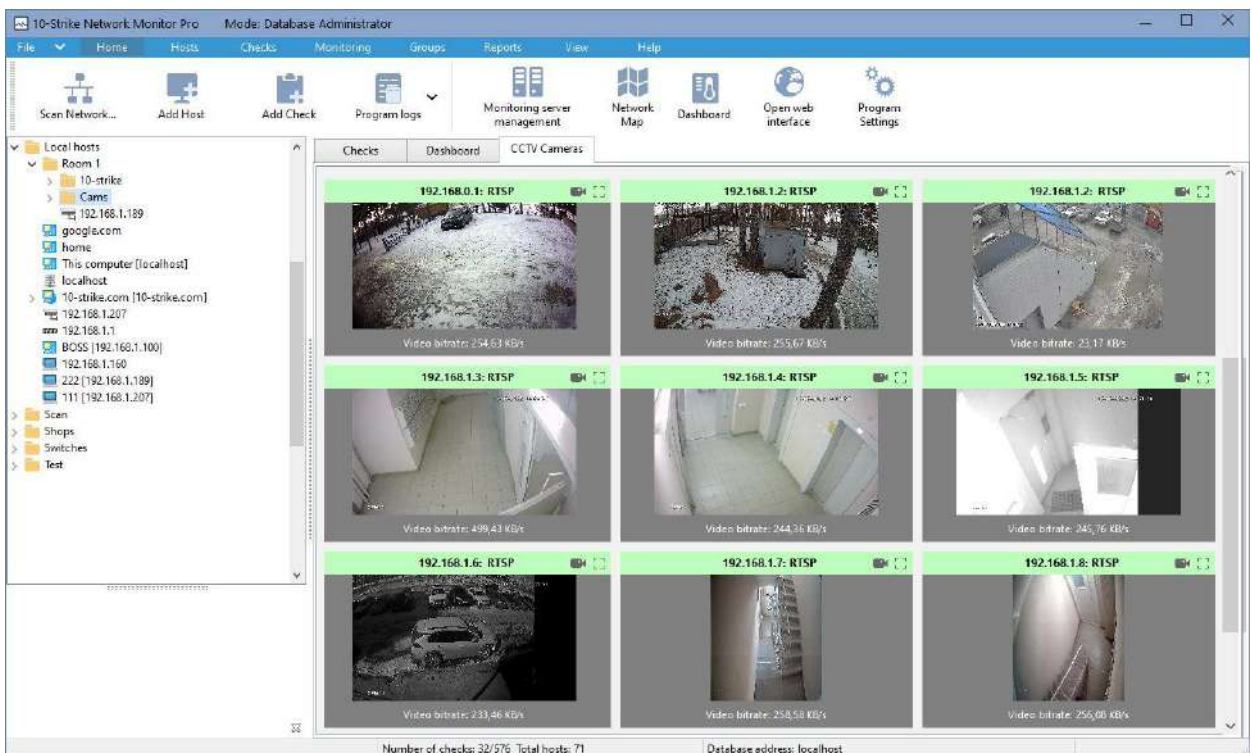 10-Strike Network Monitor Pro Mode: Database Administrator
File Home Hosts Checks Monitoring Groups Reports View Help
Scan Network... Add Host Add Check Program logs Monitoring server management Network Map Dashboard Open web interface Program Settings
Local hosts
Room 1
10-strike
Cams
192.168.1.189
google.com
home
This computer [localhost]
localhost
10-strike.com [10-strike.com]
192.168.1.207
192.168.1.1
BOSS [192.168.1.100]
192.168.1.160
222 [192.168.1.189]
111 [192.168.1.207]
Scan
Shops
Switches
Test
Checks Dashboard CCTV Cameras
192.168.0.1: RTSP 192.168.1.2: RTSP 192.168.1.2: RTSP
Video bitrate: 254,63 KB/s Video bitrate: 255,67 KB/s Video bitrate: 23,17 KB/s
192.168.1.3: RTSP 192.168.1.4: RTSP 192.168.1.5: RTSP
Video bitrate: 499,43 KB/s Video bitrate: 244,36 KB/s Video bitrate: 245,76 KB/s
192.168.1.6: RTSP 192.168.1.7: RTSP 192.168.1.8: RTSP
Video bitrate: 233,46 KB/s Video bitrate: 258,58 KB/s Video bitrate: 256,08 KB/s
Number of checks: 32/576 Total hosts: 71 Database address: localhost